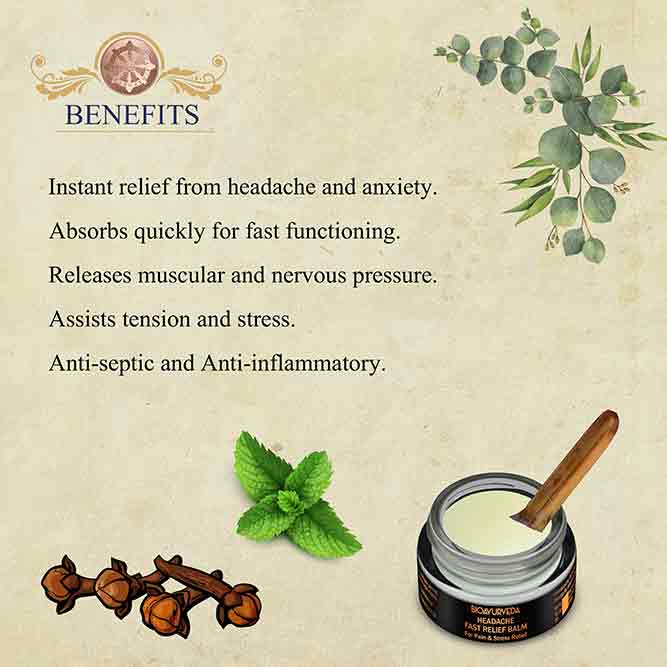 BENEFITS
Instant relief from headache and anxiety.
Absorbs quickly for fast functioning.
Releases muscular and nervous pressure.
Assists tension and stress.
Anti-septic and Anti-inflammatory.
BIOAYURVEDA
HEADACHE
FAST RELIEF BALM
For Pain & Stress Relief